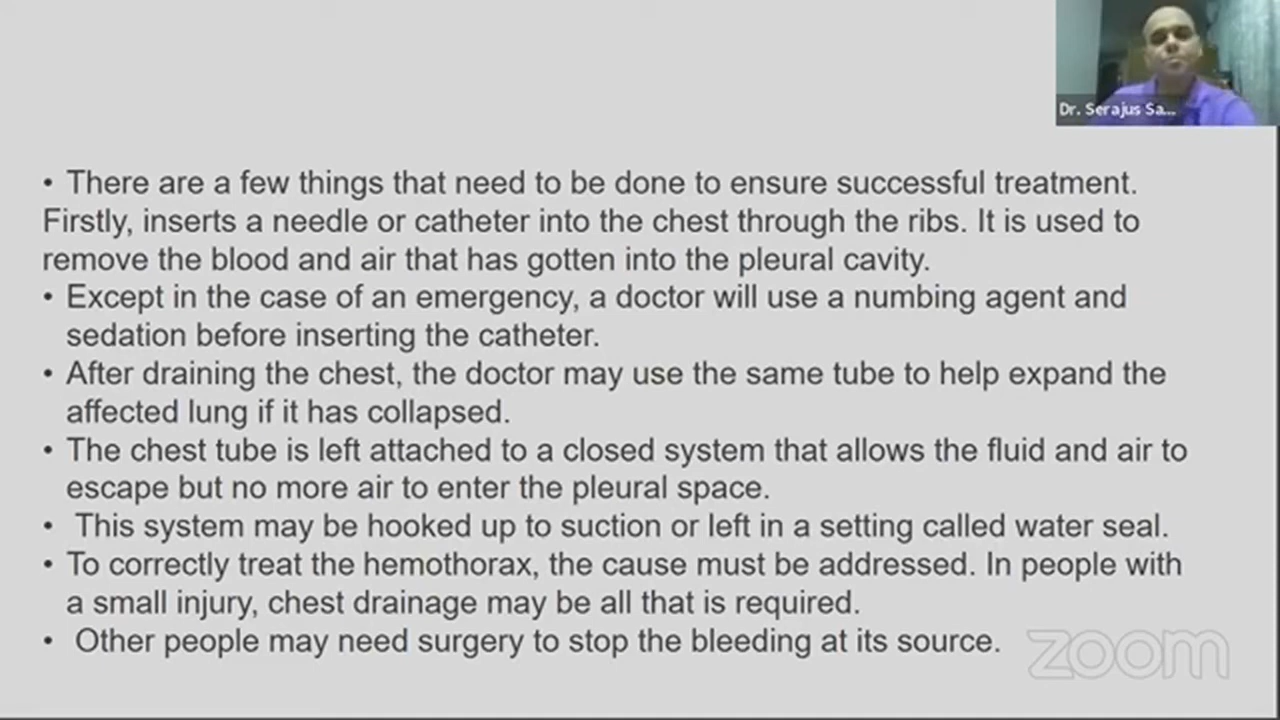 Dr. Serajus Sa...
• There are a few things that need to be done to ensure successful treatment.
Firstly, inserts a needle or catheter into the chest through the ribs. It is used to
remove the blood and air that has gotten into the pleural cavity.
• Except in the case of an emergency, a doctor will use a numbing agent and
sedation before inserting the catheter.
• After draining the chest, the doctor may use the same tube to help expand the
affected lung if it has collapsed.
• The chest tube is left attached to a closed system that allows the fluid and air to
escape but no more air to enter the pleural space.
• This system may be hooked up to suction or left in a setting called water seal.
• To correctly treat the hemothorax, the cause must be addressed. In people with
a small injury, chest drainage may be all that is required.
• Other people may need surgery to stop the bleeding at its source.
zoom